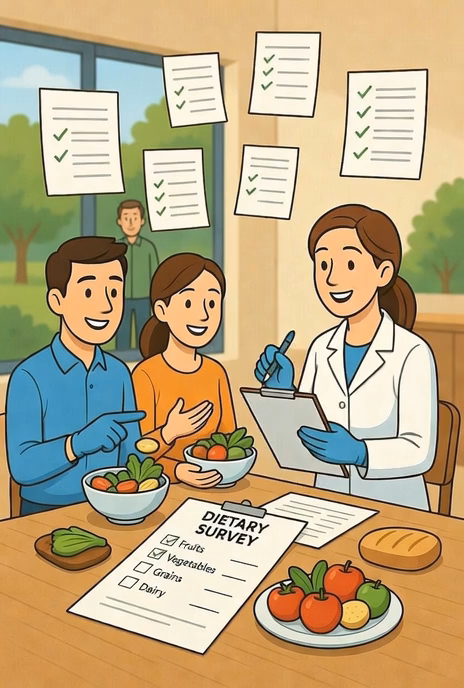 DIETARY
SURVEY
Fruits
Vegetables
Grains
Dairy